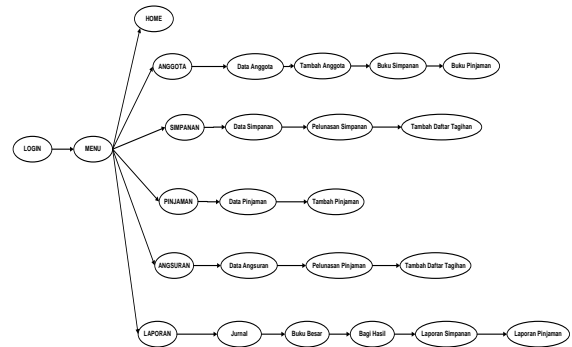 HOME
ANGGOTA
Data Anggota
Tambah Anggota
Buku Simpanan
Buku Pinjaman
SIMPANAN
Data Simpanan
Pelunasan Simpanan
Tambah Daftar Tagihan
LOGIN
MENU
PINJAMAN
Data Pinjaman
Tambah Pinjaman
ANGSURAN
Data Angsuran
Pelunasan Pinjaman
Tambah Daftar Tagihan
LAPORAN
Jurnal
Buku Besar
Bagi Hasil
Laporan Simpanan
Laporan Pinjaman